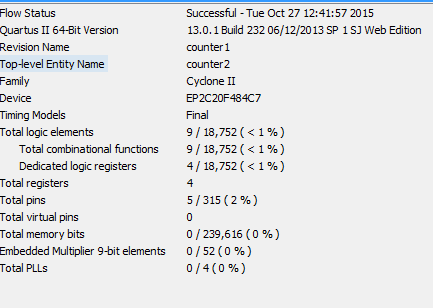 Flow Status Successful - Tue Oct 27 12:41:57 2015
Quartus II 64-Bit Version 13.0.1 Build 232 06/12/2013 SP 1 SJ Web Edition
Revision Name counter1
Top-level Entity Name counter2
Family Cyclone II
Device EP2C20F484C7
Timing Models Final
Total logic elements 9 / 18,752 ( < 1 % )
Total combinational functions 9 / 18,752 ( < 1 % )
Dedicated logic registers 4 / 18,752 ( < 1 % )
Total registers 4
Total pins 5 / 315 ( 2 % )
Total virtual pins 0
Total memory bits 0 / 239,616 ( 0 % )
Embedded Multiplier 9-bit elements 0 / 52 ( 0 % )
Total PLLs 0 / 4 ( 0 % )